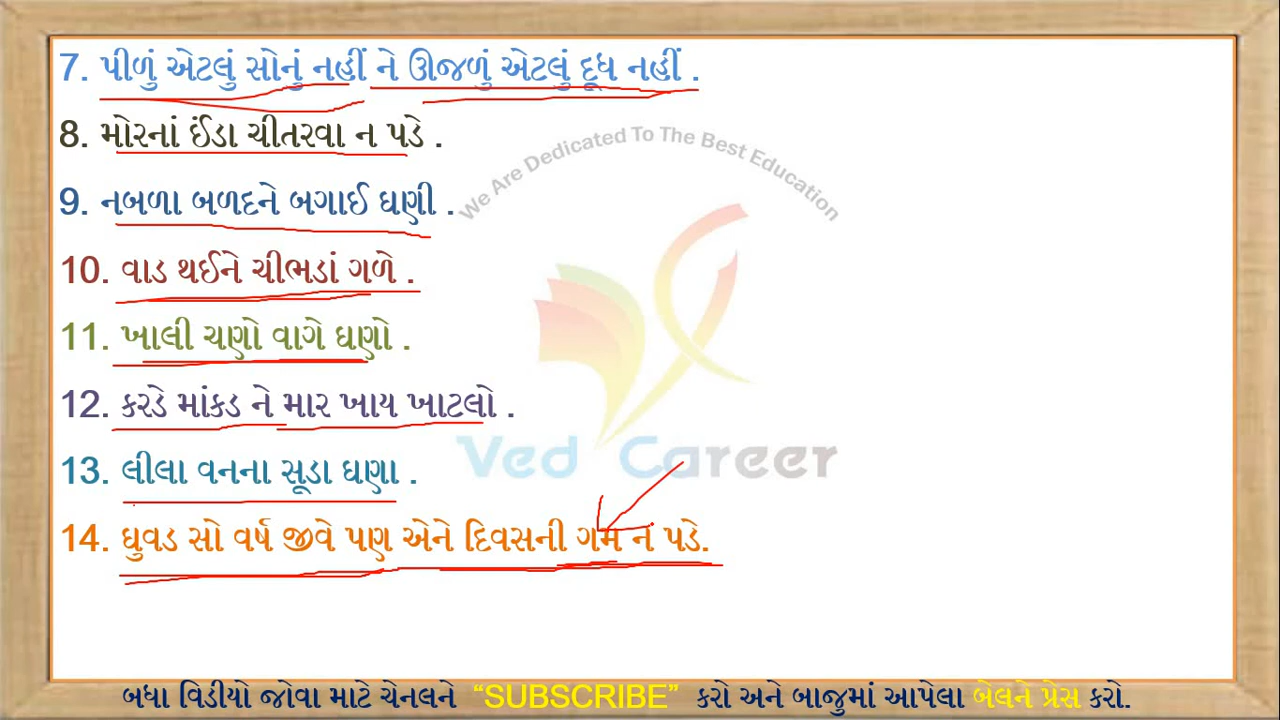 7. પીળું એટલું સોનું નહીં ને ઊજળું એટલું દૂધ નહીં .
8. મોરનાં ઈંડા ચીતરવા ન પડે .
We Are Dedicated To The Best Education
9. નબળા બળદને બગાઈ ઘણી .
10. વાડ થઈને ચીભડાં ગળે .
11. ખાલી ચણો વાગે ઘણો .
12. કરડે માંકડ ને માર ખાય ખાટલો .
Ved Career
13. લીલા વનના સૂડા ઘણા .
14. ઘુવડ સો વર્ષ જીવે પણ એને દિવસની ગમ ન પડે.
બધા વિડીયો જોવા માટે ચેનલને “SUBSCRIBE” કરો અને બાજુમાં આપેલા બેલને પ્રેસ કરો.